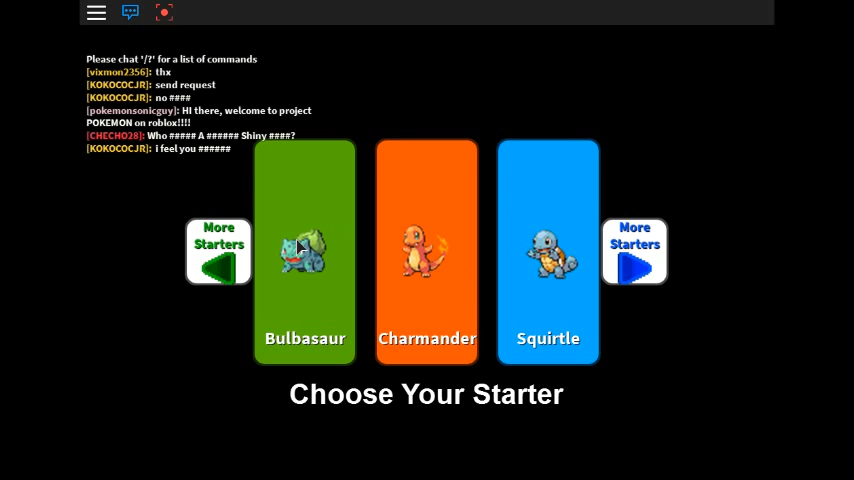 Please chat '/?' for a list of commands
[vixmon2356]: thx
[KOKOCOCJR]: send request
[KOKOCOCJR]: no ####
[pokemonsonicguy]: HI there, welcome to project
POKEMON on roblox!!!!
[CHECHO28]: Who ##### A ###### Shiny ####?
[KOKOCOCJR]: i feel you ######
More
Starters
More
Starters
Bulbasaur
Charmander
Squirtle
Choose Your Starter